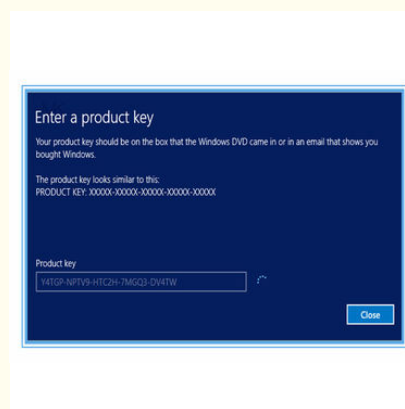 Enter a product key
Your product key should be on the box that the Windows DVD came in or in an email that shows you
bought Windows.
The product key looks similar to this:
PRODUCT KEY: XXXXX-XXXXX-XXXXX-XXXXX-XXXXX
Product key
Y4TGP-NPTV9-HTC2H-7MGQ3-DV4TW
Close